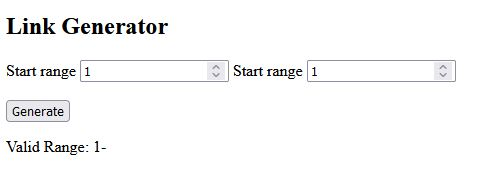 Link Generator
Start range 1 Start range 1
Generate
Valid Range: 1-